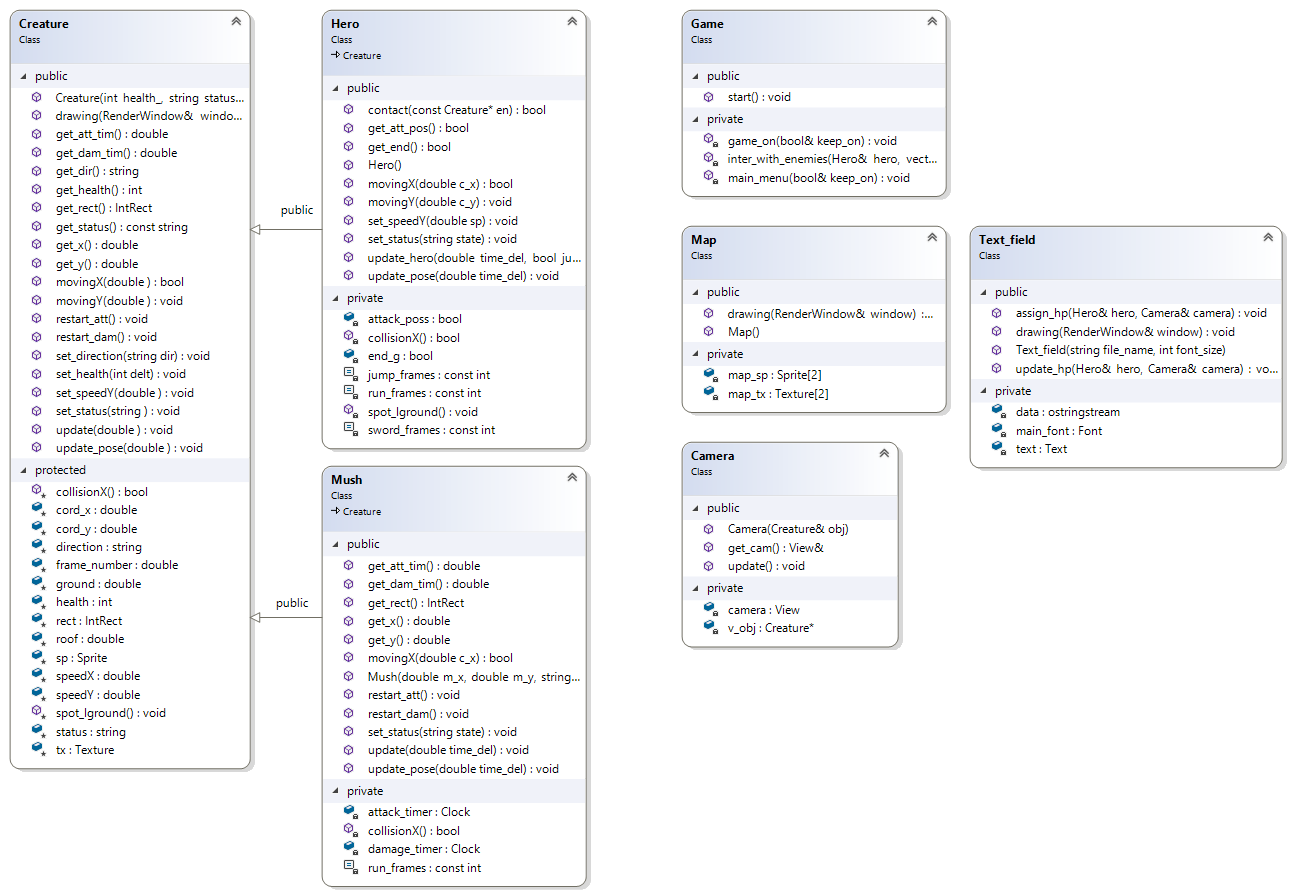 Creature
Class
public
Creature(int health_, string status...
drawing(RenderWindow& windo...
get_att_tim() : double
get_dam_tim() : double
get_dir() : string
get_health() : int
get_rect() : IntRect
get_status() : const string
get_x() : double
get_y() : double
movingX(double ) : bool
movingY(double ) : void
restart_att() : void
restart_dam() : void
set_direction(string dir) : void
set_health(int delt) : void
set_speedY(double ) : void
set_status(string ) : void
update(double ) : void
update_pose(double ) : void
protected
collisionX() : bool
cord_x : double
cord_y : double
direction : string
frame_number : double
ground : double
health : int
rect : IntRect
roof : double
sp : Sprite
speedX : double
speedY : double
spot_lground() : void
status : string
tx : Texture
public
public
Hero
Class
Creature
public
contact(const Creature* en) : bool
get_att_pos() : bool
get_end() : bool
Hero()
movingX(double c_x) : bool
movingY(double c_y) : void
set_speedY(double sp) : void
set_status(string state) : void
update_hero(double time_del, bool ju...
update_pose(double time_del) : void
private
attack_poss : bool
collisionX() : bool
end_g : bool
jump_frames : const int
run_frames : const int
spot_lground() : void
sword_frames : const int
Mush
Class
Creature
public
get_att_tim() : double
get_dam_tim() : double
get_rect() : IntRect
get_x() : double
get_y() : double
movingX(double c_x) : bool
Mush(double m_x, double m_y, string...
restart_att() : void
restart_dam() : void
set_status(string state) : void
update(double time_del) : void
update_pose(double time_del) : void
private
attack_timer : Clock
collisionX() : bool
damage_timer : Clock
run_frames : const int
Game
Class
public
start() : void
private
game_on(bool& keep_on) : void
inter_with_enemies(Hero& hero, vect...
main_menu(bool& keep_on) : void
Map
Class
public
drawing(RenderWindow& window) :...
Map()
private
map_sp : Sprite[2]
map_tx : Texture[2]
Camera
Class
public
Camera(Creature& obj)
get_cam() : View&
update() : void
private
camera : View
v_obj : Creature*
Text_field
Class
public
assign_hp(Hero& hero, Camera& camera) : void
drawing(RenderWindow& window) : void
Text_field(string file_name, int font_size)
update_hp(Hero& hero, Camera& camera) : vo...
private
data : ostringstream
main_font : Font
text : Text